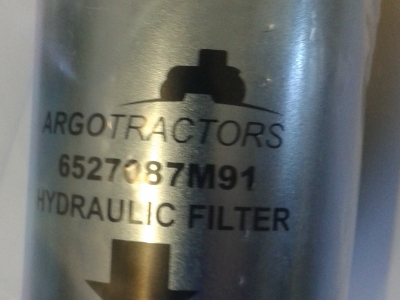 ARGOTRACTORS
6527087M91
HYDRAULIC FILTER